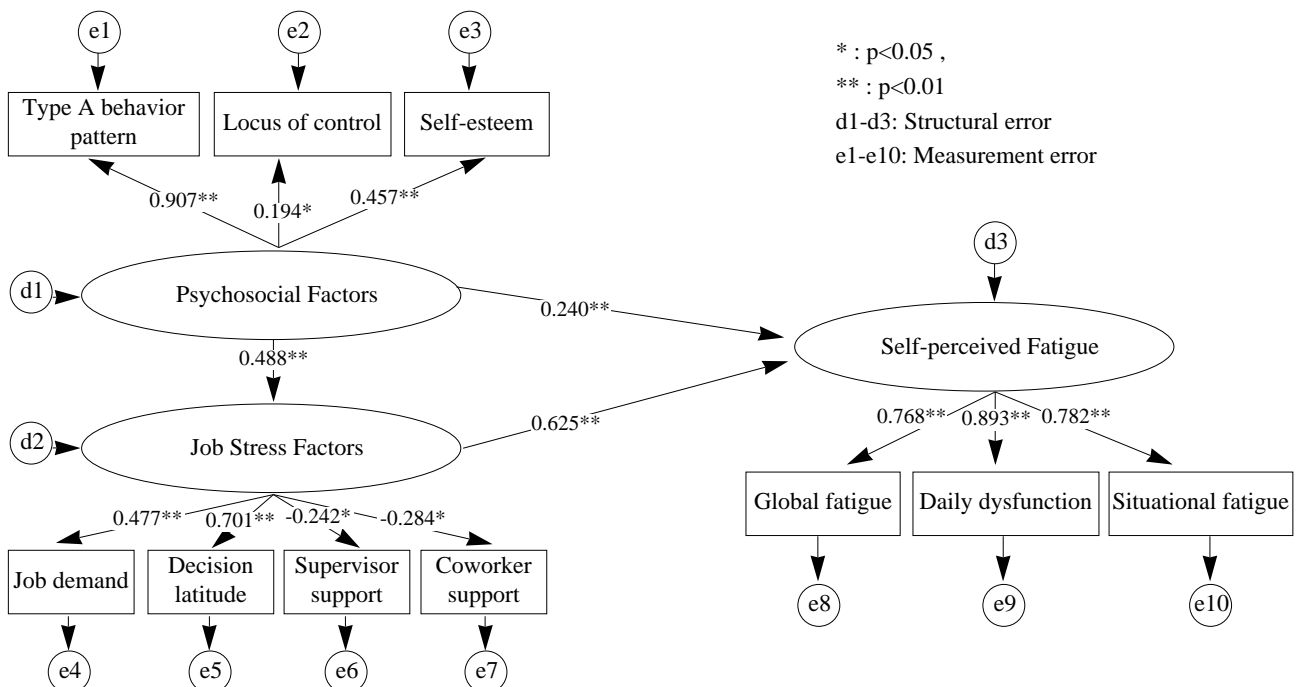 e1
e2
e3
Type A behavior
pattern
Locus of control
Self-esteem
* : p<0.05 ,
** : p<0.01
d1-d3: Structural error
e1-e10: Measurement error
0.907**
0.194*
0.457**
d1
Psychosocial Factors
0.240**
d3
Self-perceived Fatigue
0.488**
d2
Job Stress Factors
0.625**
0.768**
0.893**
0.782**
Global fatigue
Daily dysfunction
Situational fatigue
0.477**
0.701**
-0.242*
-0.284*
Job demand
Decision
latitude
Supervisor
support
Coworker
support
e8
e9
e10
e4
e5
e6
e7